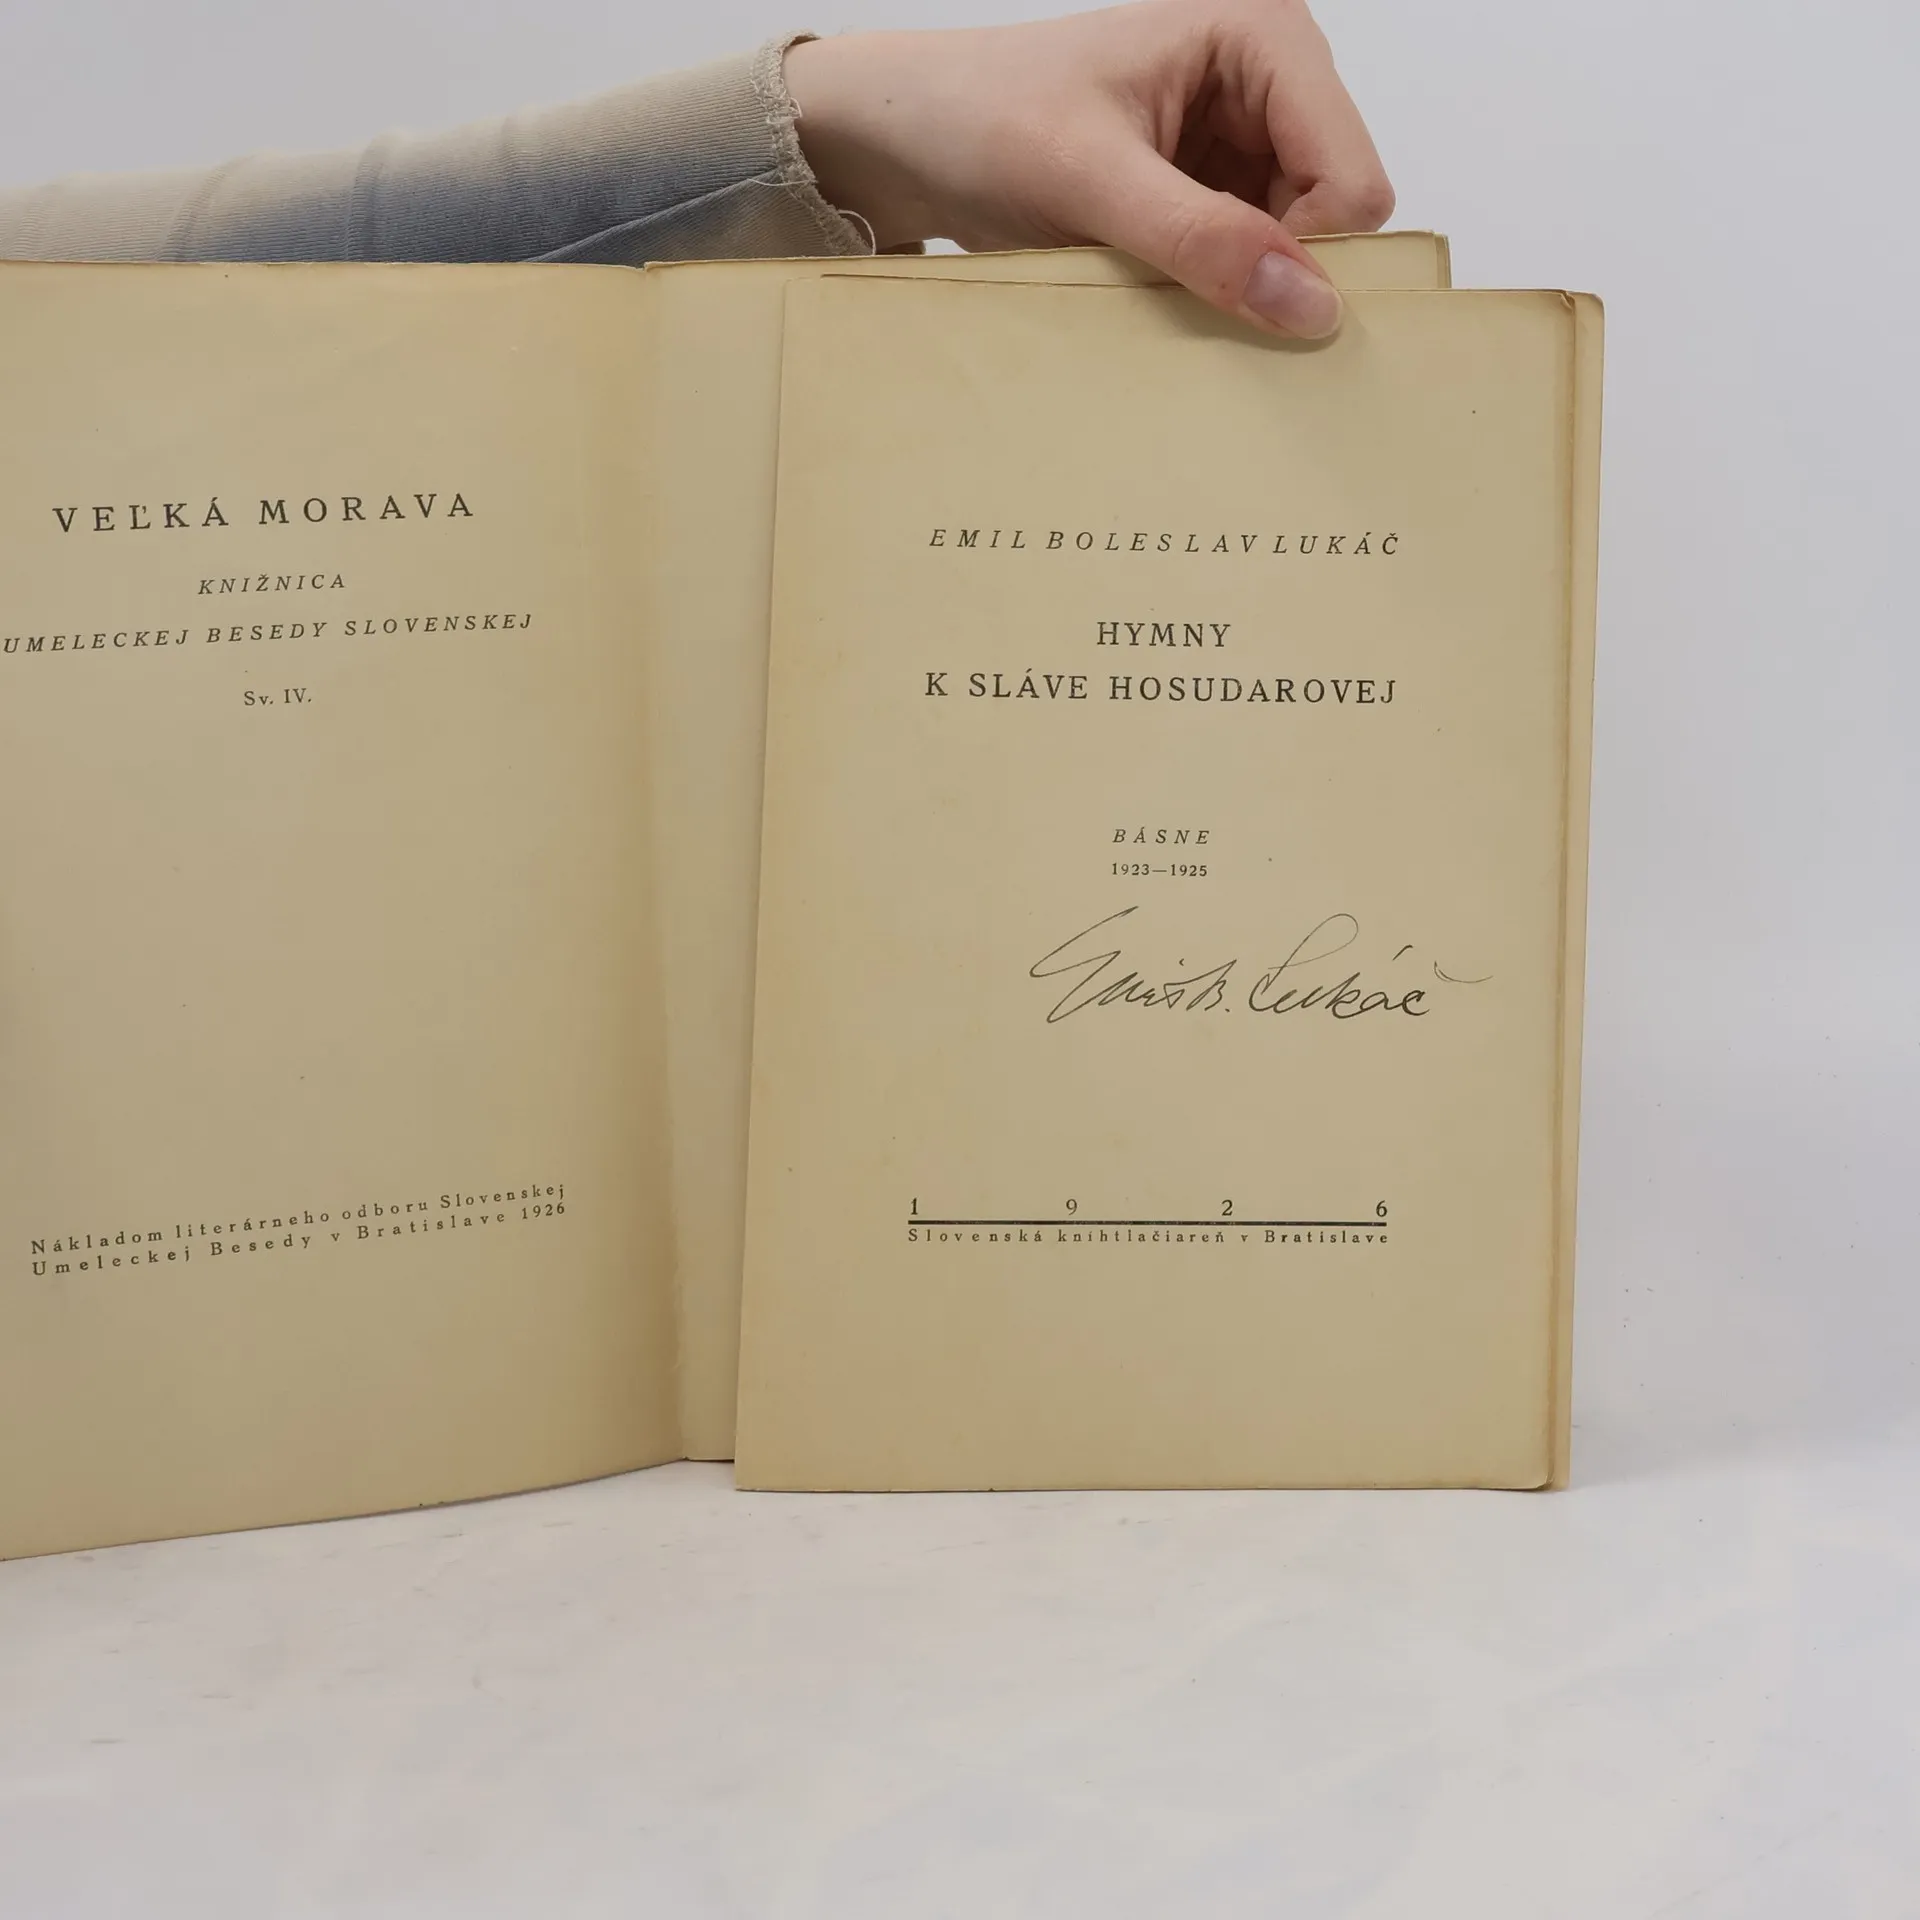 VEĽKÁ MORAVA
KNIŽNICA
UMELECKEJ BESEDY SLOVENSKEJ
Sv. IV.
Nákladom literárneho odboru Slovenskej
Umeleckej Besedy v Bratislave 1926
EMIL BOLESLAV LUKÁČ
HYMNY
K SLÁVE HOSUDAROVEJ
BÁSNE
1923—1925
Emil B. Lukáč
1 9 2 6
Slovenská kníhtlačiareň v Bratislave